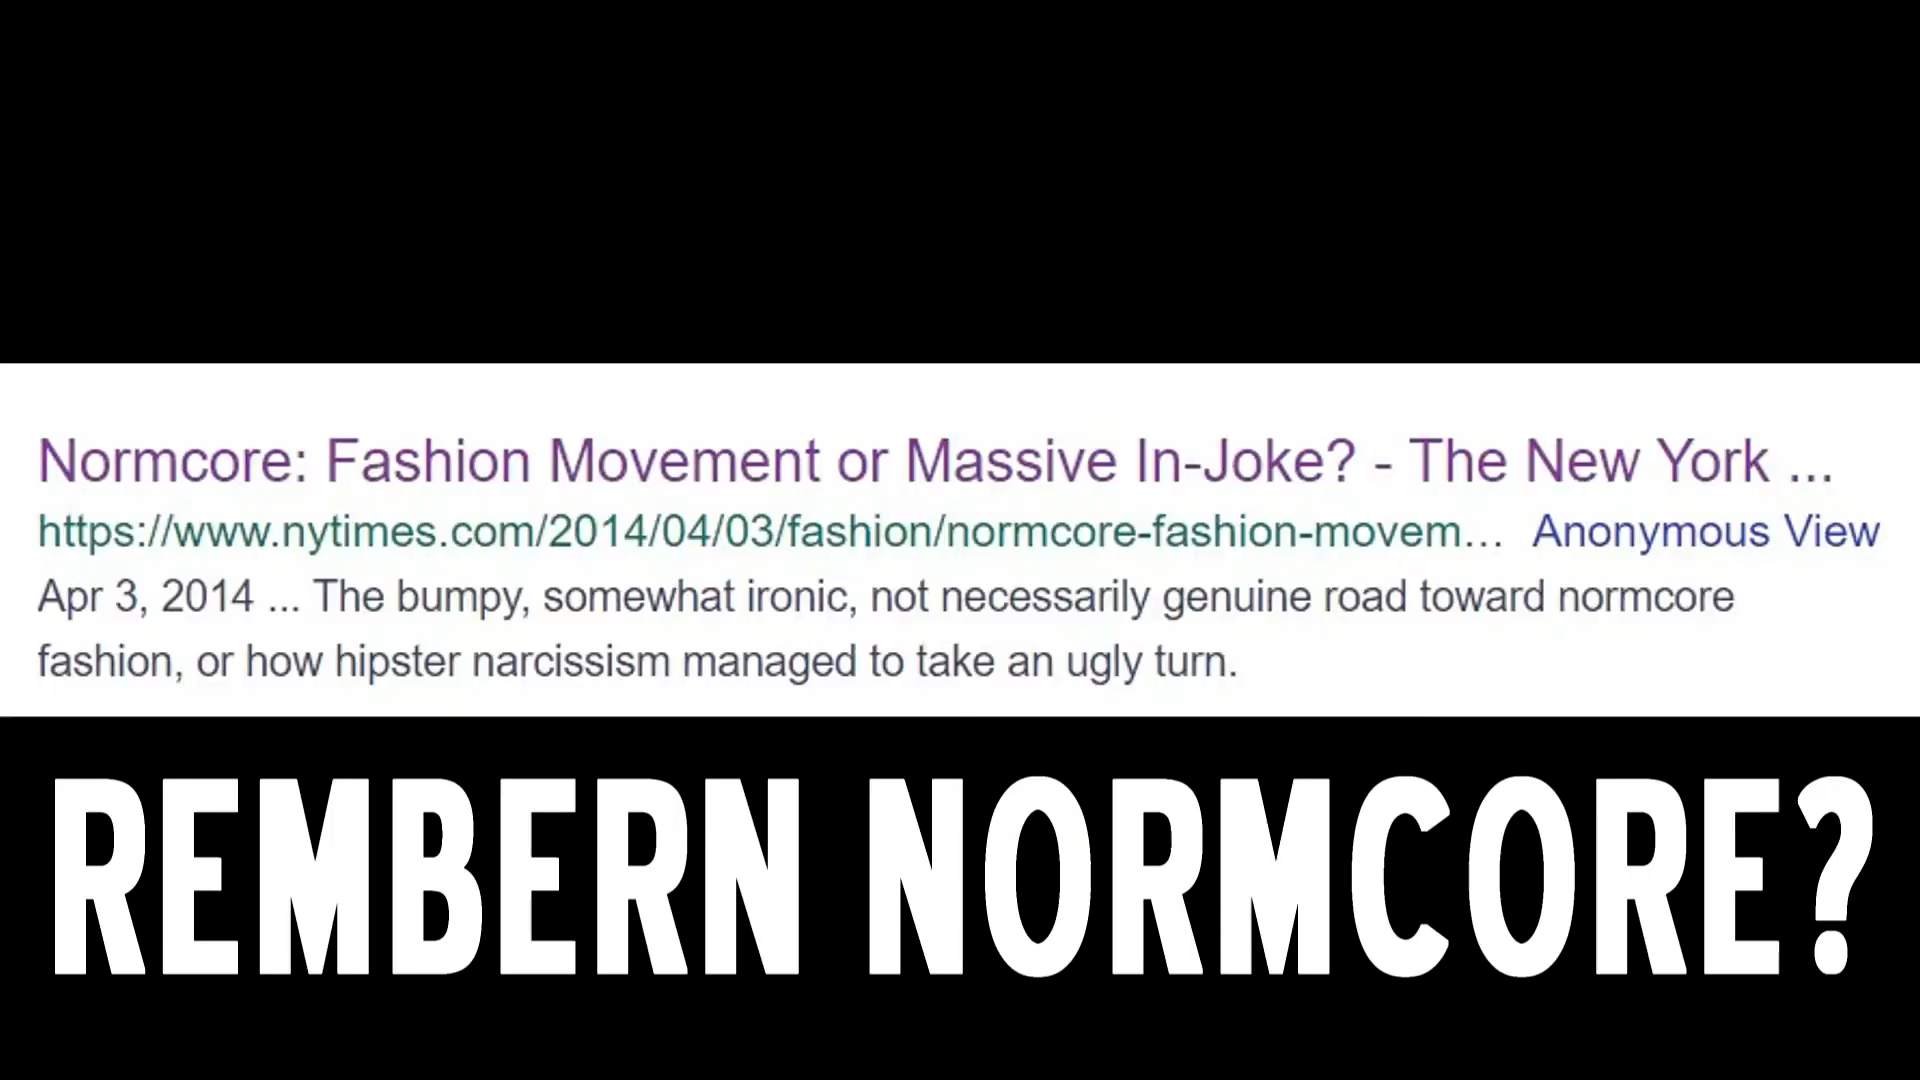 Normcore: Fashion Movement or Massive In-Joke? - The New York ...
https://www.nytimes.com/2014/04/03/fashion/normcore-fashion-movem... Anonymous View
Apr 3, 2014 ... The bumpy, somewhat ironic, not necessarily genuine road toward normcore
fashion, or how hipster narcissism managed to take an ugly turn.
REMBERN NORMCORE?